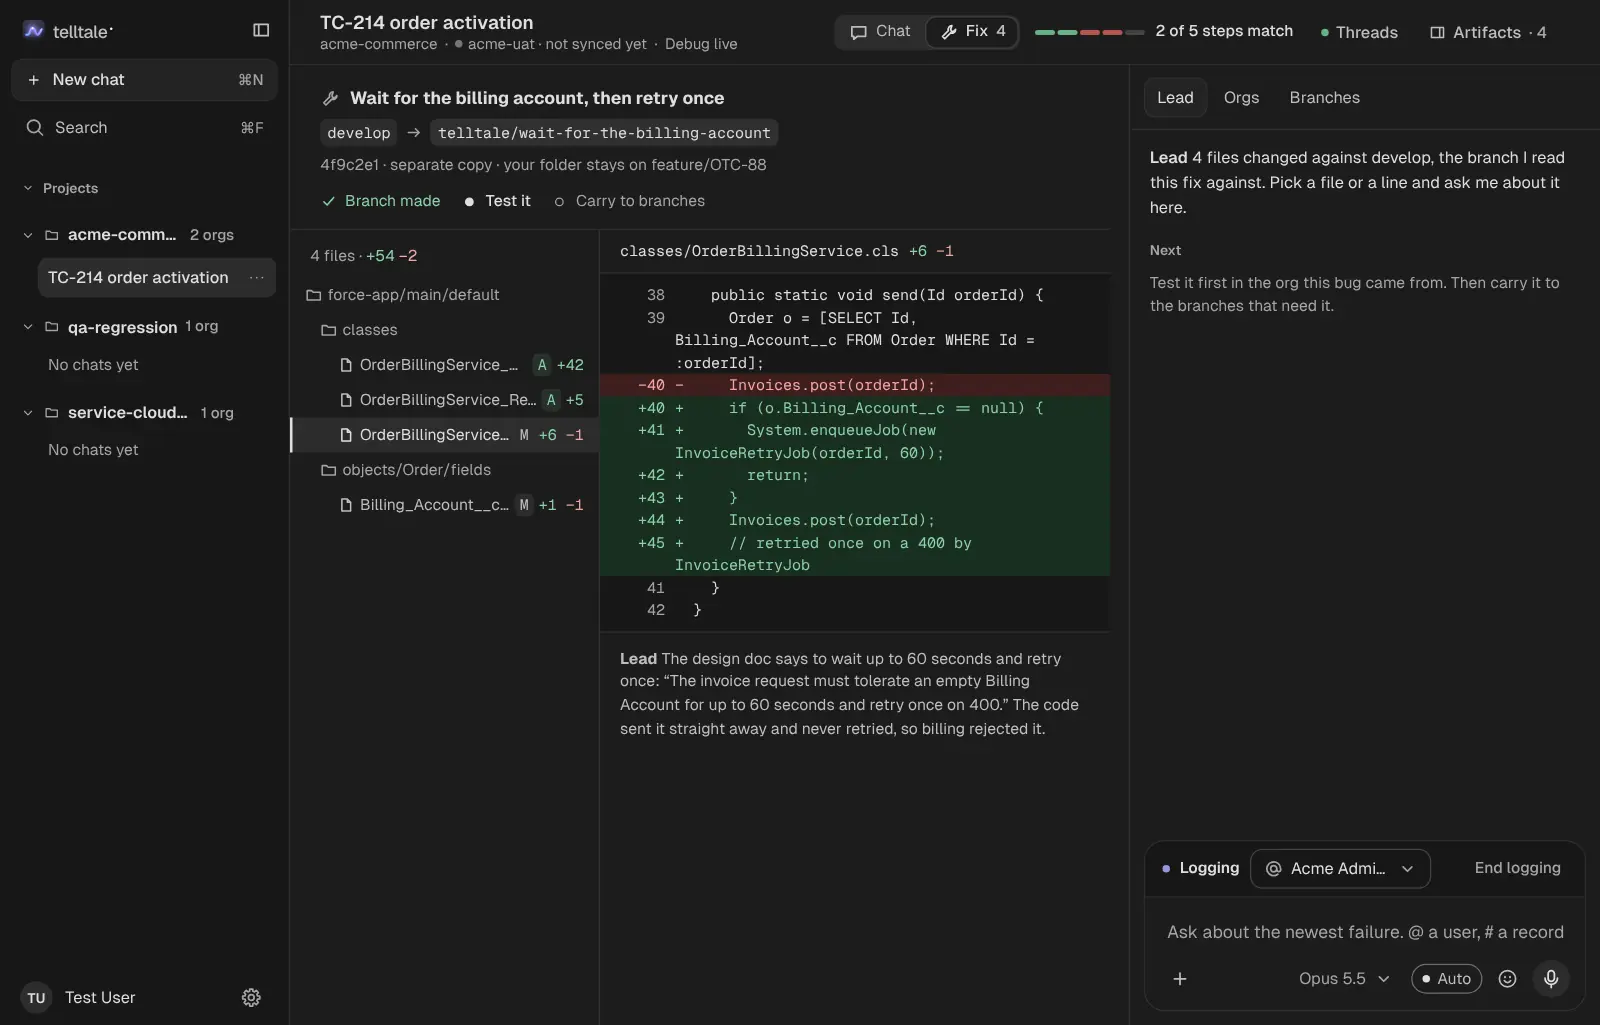 telltale
New chat ⌘N
Search ⌘F
Projects
acme-comm... 2 orgs
TC-214 order activation ...
qa-regression 1 org
No chats yet
service-cloud... 1 org
No chats yet
TU Test User
TC-214 order activation
acme-commerce · acme-uat · not synced yet · Debug live
Chat
Fix 4
2 of 5 steps match
Threads
Artifacts · 4
Wait for the billing account, then retry once
develop → telltale/wait-for-the-billing-account
4f9c2e1 · separate copy · your folder stays on feature/OTC-88
Branch made Test it Carry to branches
4 files · +54 −2
force-app/main/default
classes
OrderBillingService_... A +42
OrderBillingService_Re... A +5
OrderBillingService... M +6 −1
objects/Order/fields
Billing_Account__c... M +1 −1
classes/OrderBillingService.cls +6 −1
38 public static void send(Id orderId) {
39 Order o = [SELECT Id,
Billing_Account__c FROM Order WHERE Id =
:orderId];
−40 − Invoices.post(orderId);
+40 + if (o.Billing_Account__c == null) {
+41 + System.enqueueJob(new
InvoiceRetryJob(orderId, 60));
+42 + return;
+43 + }
+44 + Invoices.post(orderId);
+45 + // retried once on a 400 by
InvoiceRetryJob
41 }
42 }
Lead The design doc says to wait up to 60 seconds and retry
once: “The invoice request must tolerate an empty Billing
Account for up to 60 seconds and retry once on 400.” The code
sent it straight away and never retried, so billing rejected it.
Lead Orgs Branches
Lead 4 files changed against develop, the branch I read
this fix against. Pick a file or a line and ask me about it
here.
Next
Test it first in the org this bug came from. Then carry it to
the branches that need it.
Logging @ Acme Admi... End logging
Ask about the newest failure. @ a user, # a record
+ Opus 5.5 Auto